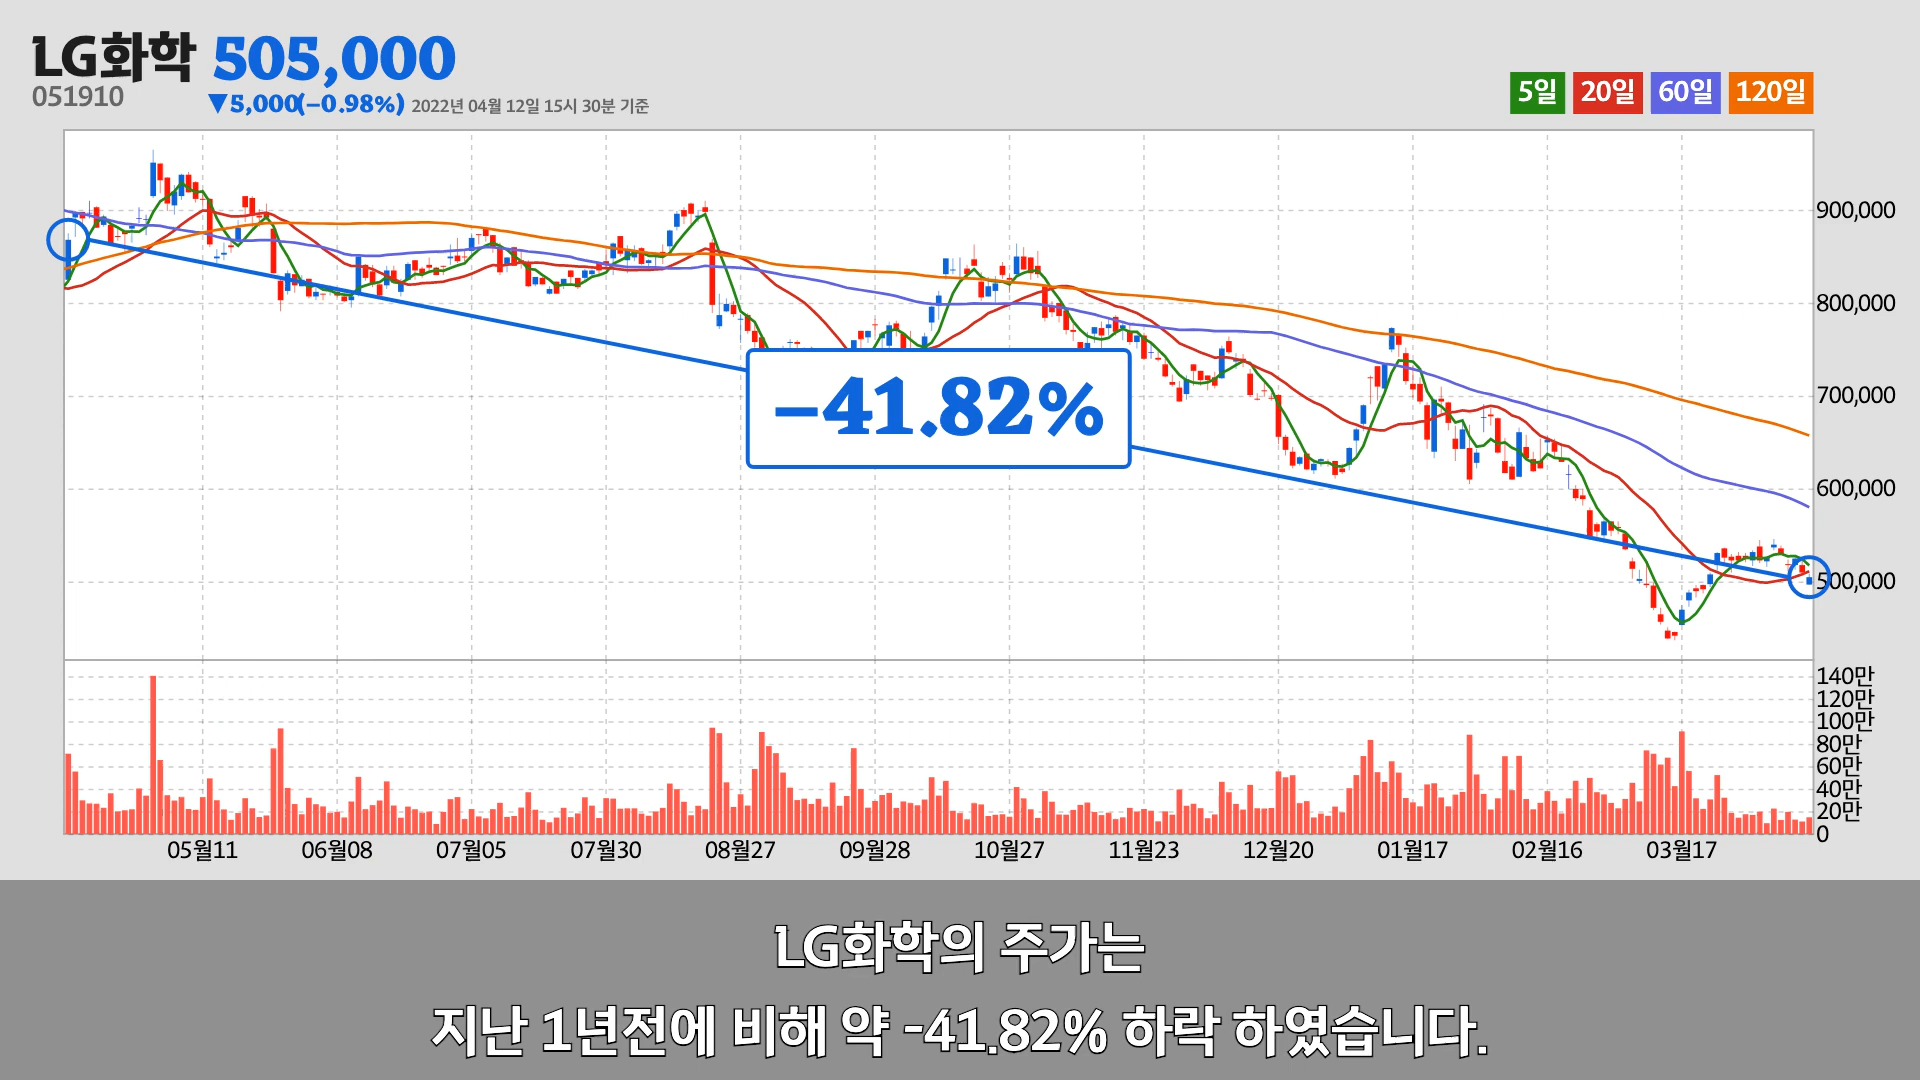 LG화학 505,000
051910 ▼5,000(−0.98%) 2022년 04월 12일 15시 30분 기준
5일 20일 60일 120일
900,000
800,000
700,000
600,000
500,000
−41.82%
140만
120만
100만
80만
60만
40만
20만
0
05월11 06월08 07월05 07월30 08월27 09월28 10월27 11월23 12월20 01월17 02월16 03월17
LG화학의 주가는
지난 1년전에 비해 약 -41.82% 하락 하였습니다.